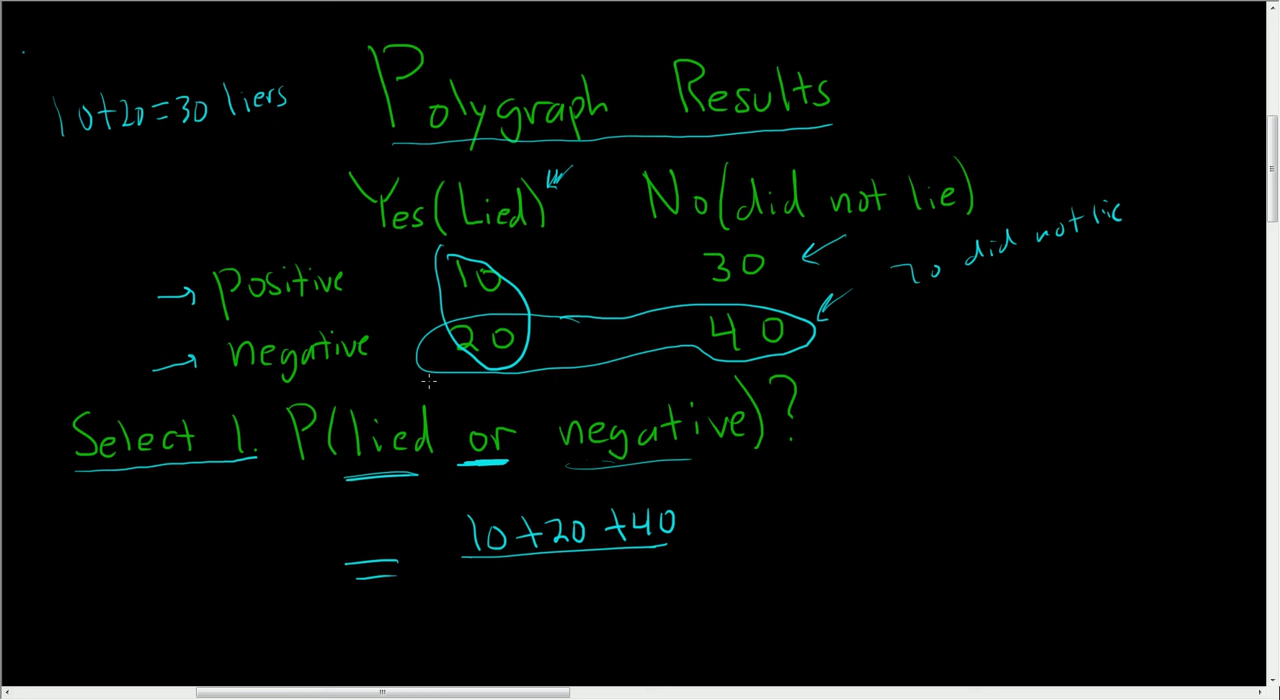 10+20=30 liers
Polygraph Results
Yes(Lied) No(did not lie)
positive 10 30
70 did not lie
negative 20 40
Select 1. P(lied or negative)?
= 10+20+40